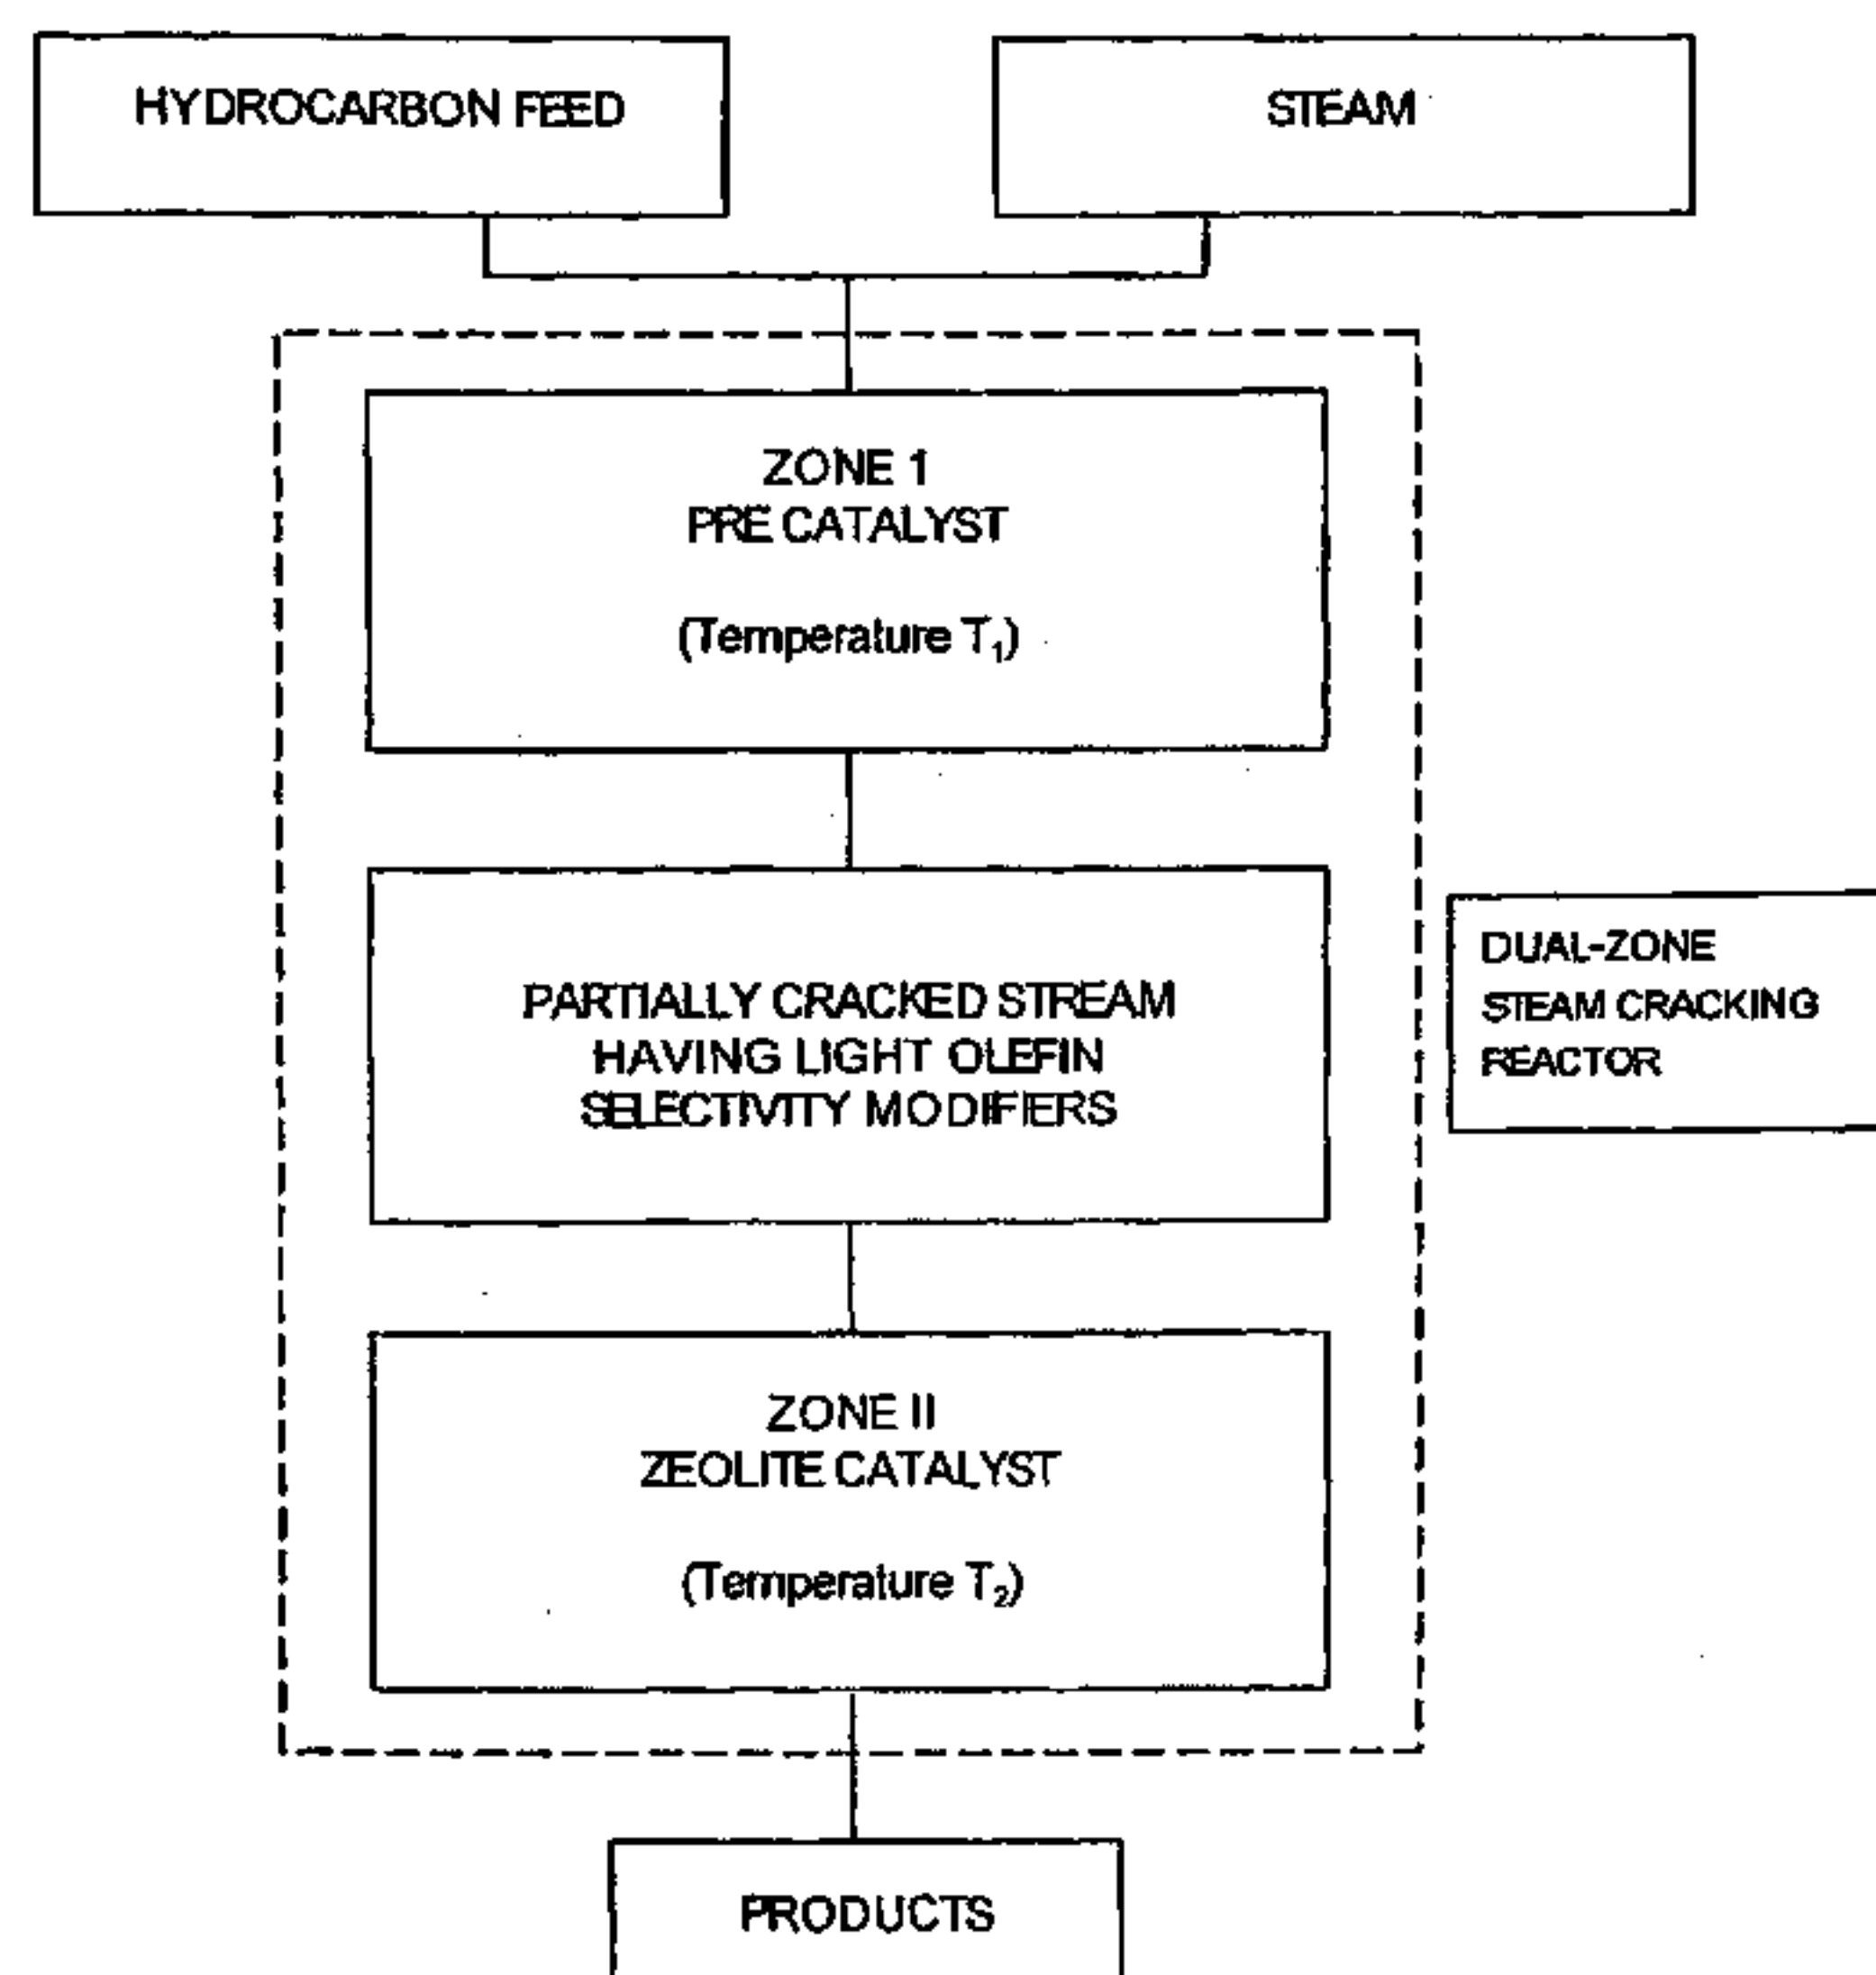 HYDROCARBON FEED
STEAM
ZONE 1
PRE CATALYST
(Temperature T₁)
PARTIALLY CRACKED STREAM
HAVING LIGHT OLEFIN
SELECTIVITY MODIFIERS
DUAL-ZONE
STEAM CRACKING
REACTOR
ZONE II
ZEOLITE CATALYST
(Temperature T₂)
PRODUCTS